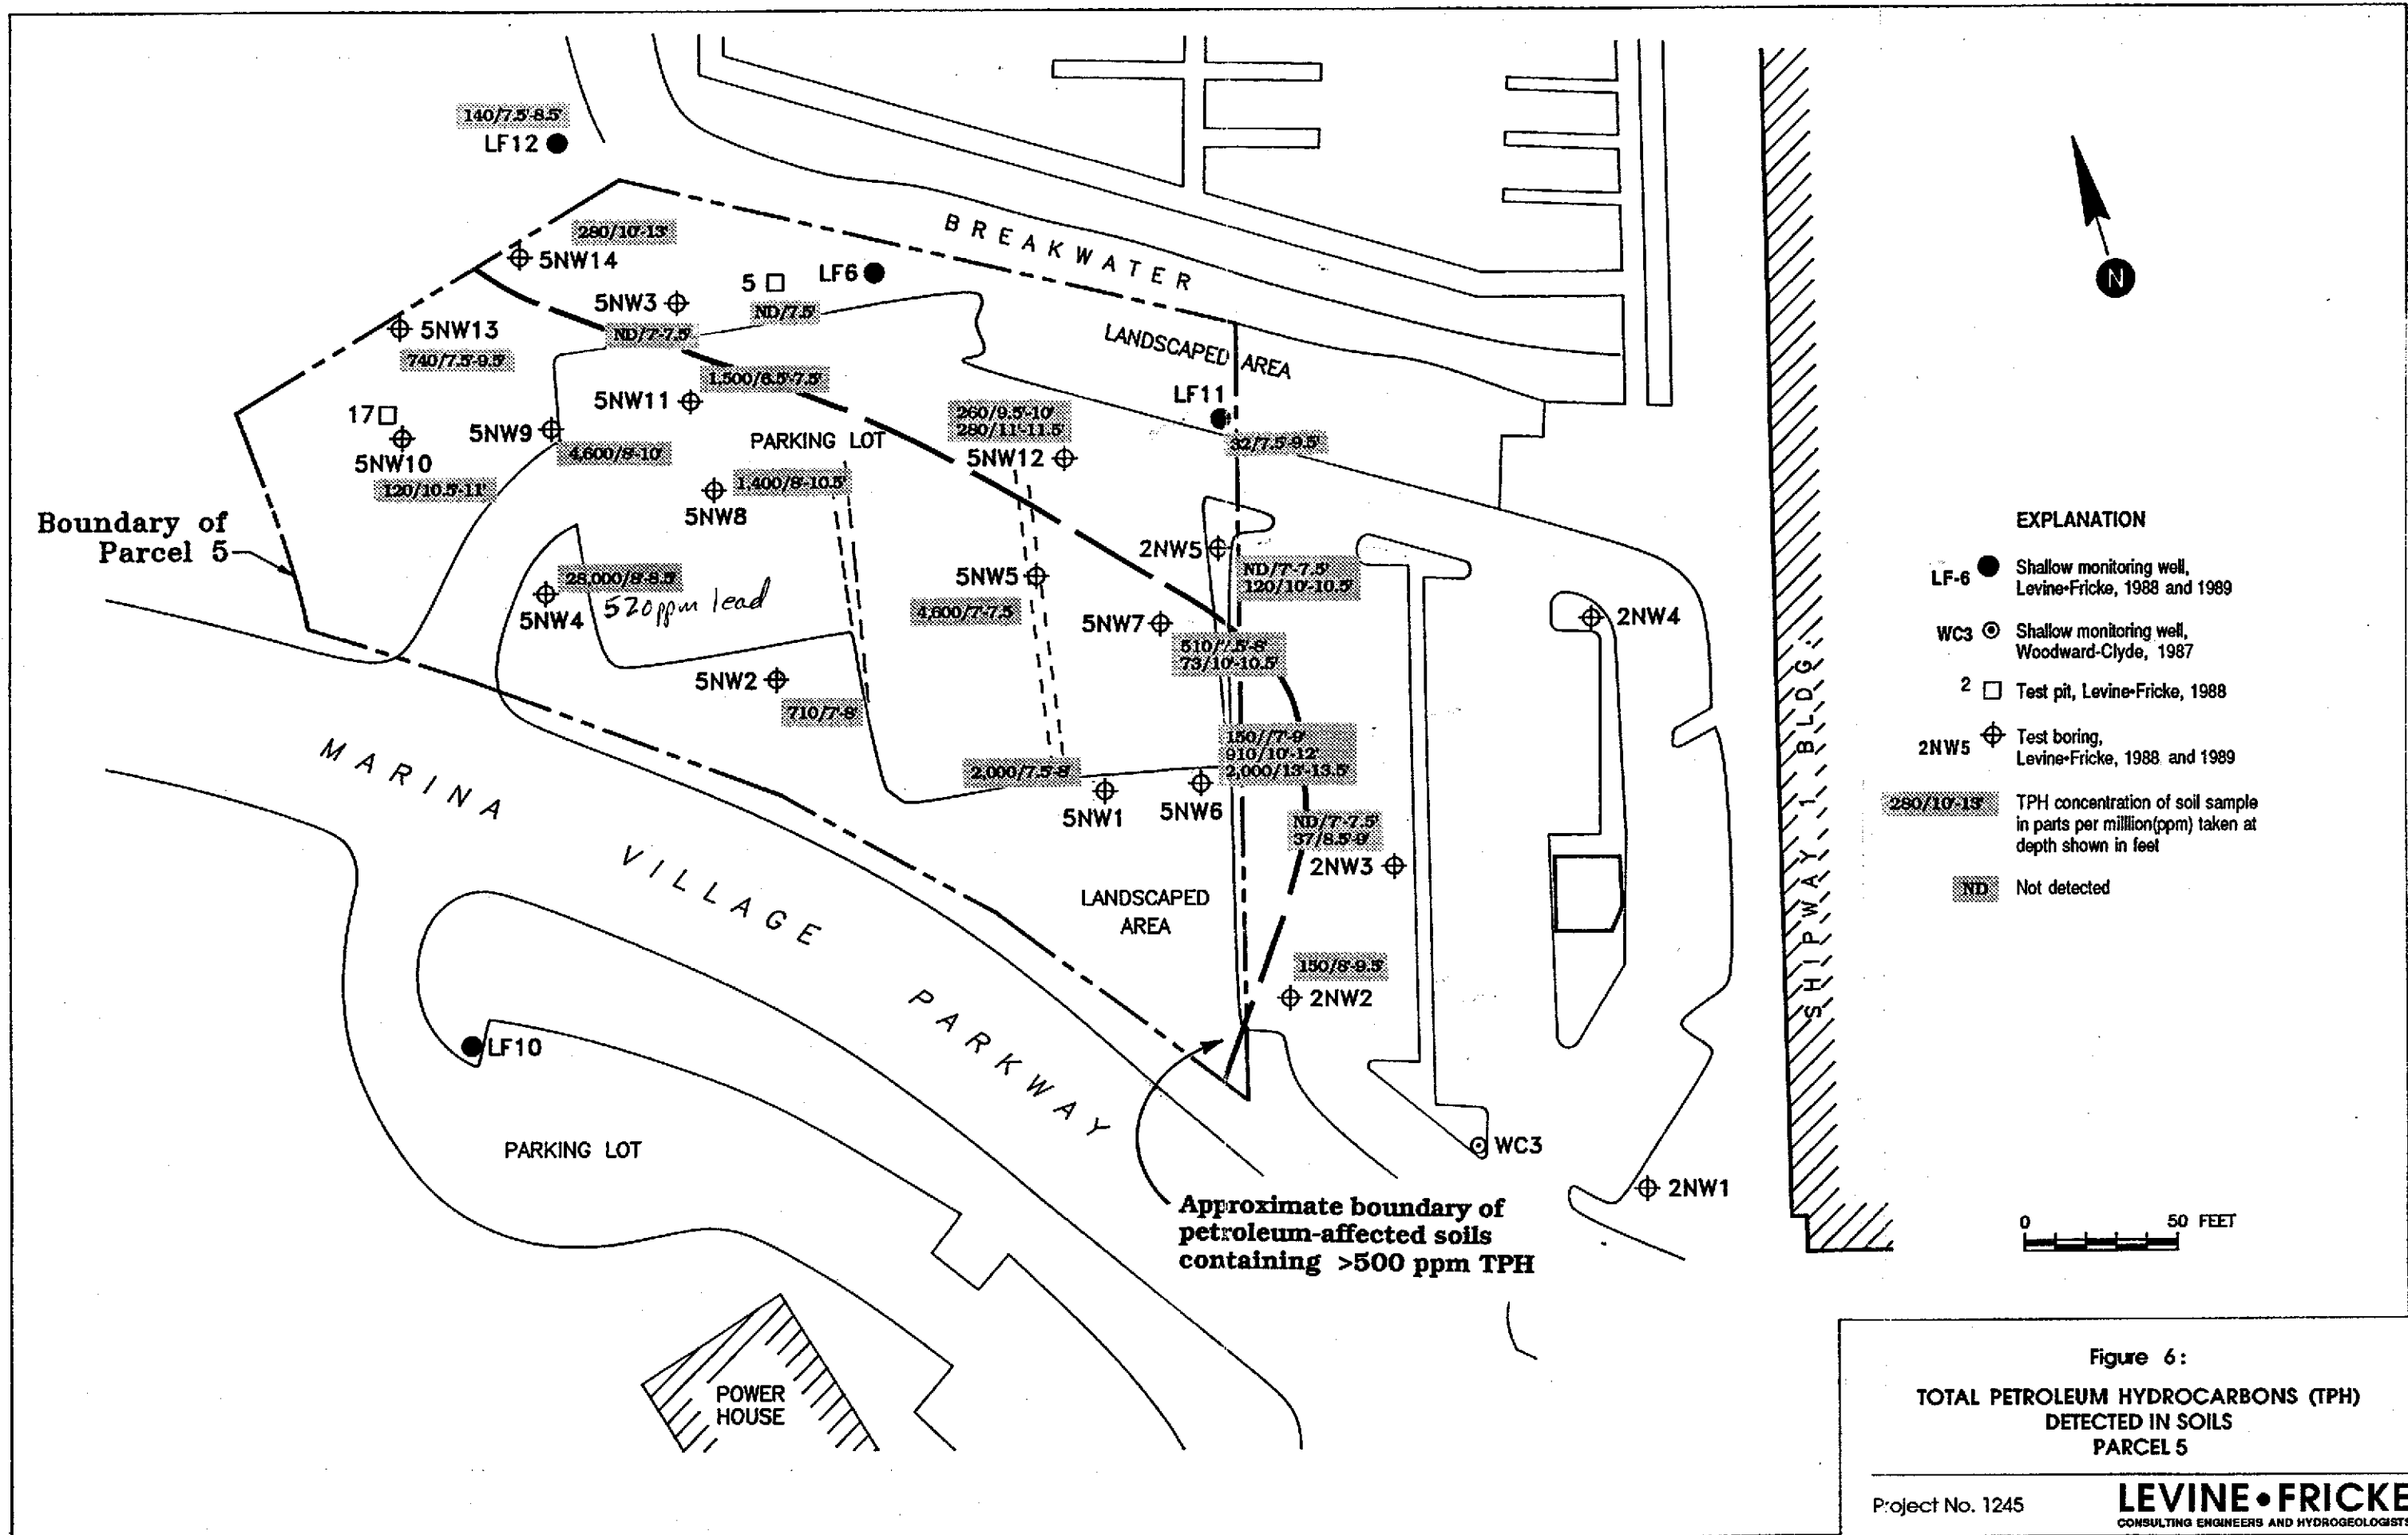 140/7.5'-8.5'
LF12
280/10'-13'
5NW14
BREAKWATER
5
LF6
5NW3
ND/7.5'
ND/7'-7.5'
5NW13
740/7.5'-9.5'
LANDSCAPED AREA
1,500/6.5'-7.5'
5NW11
LF11
17
5NW9
260/9.5'-10'
280/11'-11.5'
PARKING LOT
32/7.5'-9.5'
5NW10
4,600/8'-10'
5NW12
120/10.5'-11'
1,400/8'-10.5'
5NW8
Boundary of
Parcel 5
2NW5
ND/7'-7.5'
120/10'-10.5'
28,000/8'-8.5'
520ppm lead
5NW4
5NW5
4,600/7'-7.5
5NW7
2NW4
510/7.5'-8'
73/10'-10.5'
5NW2
710/7'-8'
150//7'-9'
910/10'-12'
2,000/13'-13.5'
2,000/7.5'-8'
5NW1
5NW6
ND/7'-7.5'
37/8.5'-9'
2NW3
MARINA VILLAGE PARKWAY
LANDSCAPED
AREA
150/8'-9.5'
2NW2
LF10
PARKING LOT
WC3
2NW1
Approximate boundary of
petroleum-affected soils
containing >500 ppm TPH
POWER
HOUSE
SHIPWAY 1 BLDG.
N
EXPLANATION
LF-6 Shallow monitoring well,
Levine•Fricke, 1988 and 1989
WC3 Shallow monitoring well,
Woodward-Clyde, 1987
2 Test pit, Levine•Fricke, 1988
2NW5 Test boring,
Levine•Fricke, 1988 and 1989
280/10'-13' TPH concentration of soil sample
in parts per milllion(ppm) taken at
depth shown in feet
ND Not detected
0 50 FEET
Figure 6:
TOTAL PETROLEUM HYDROCARBONS (TPH)
DETECTED IN SOILS
PARCEL 5
Project No. 1245
LEVINE•FRICKE
CONSULTING ENGINEERS AND HYDROGEOLOGISTS